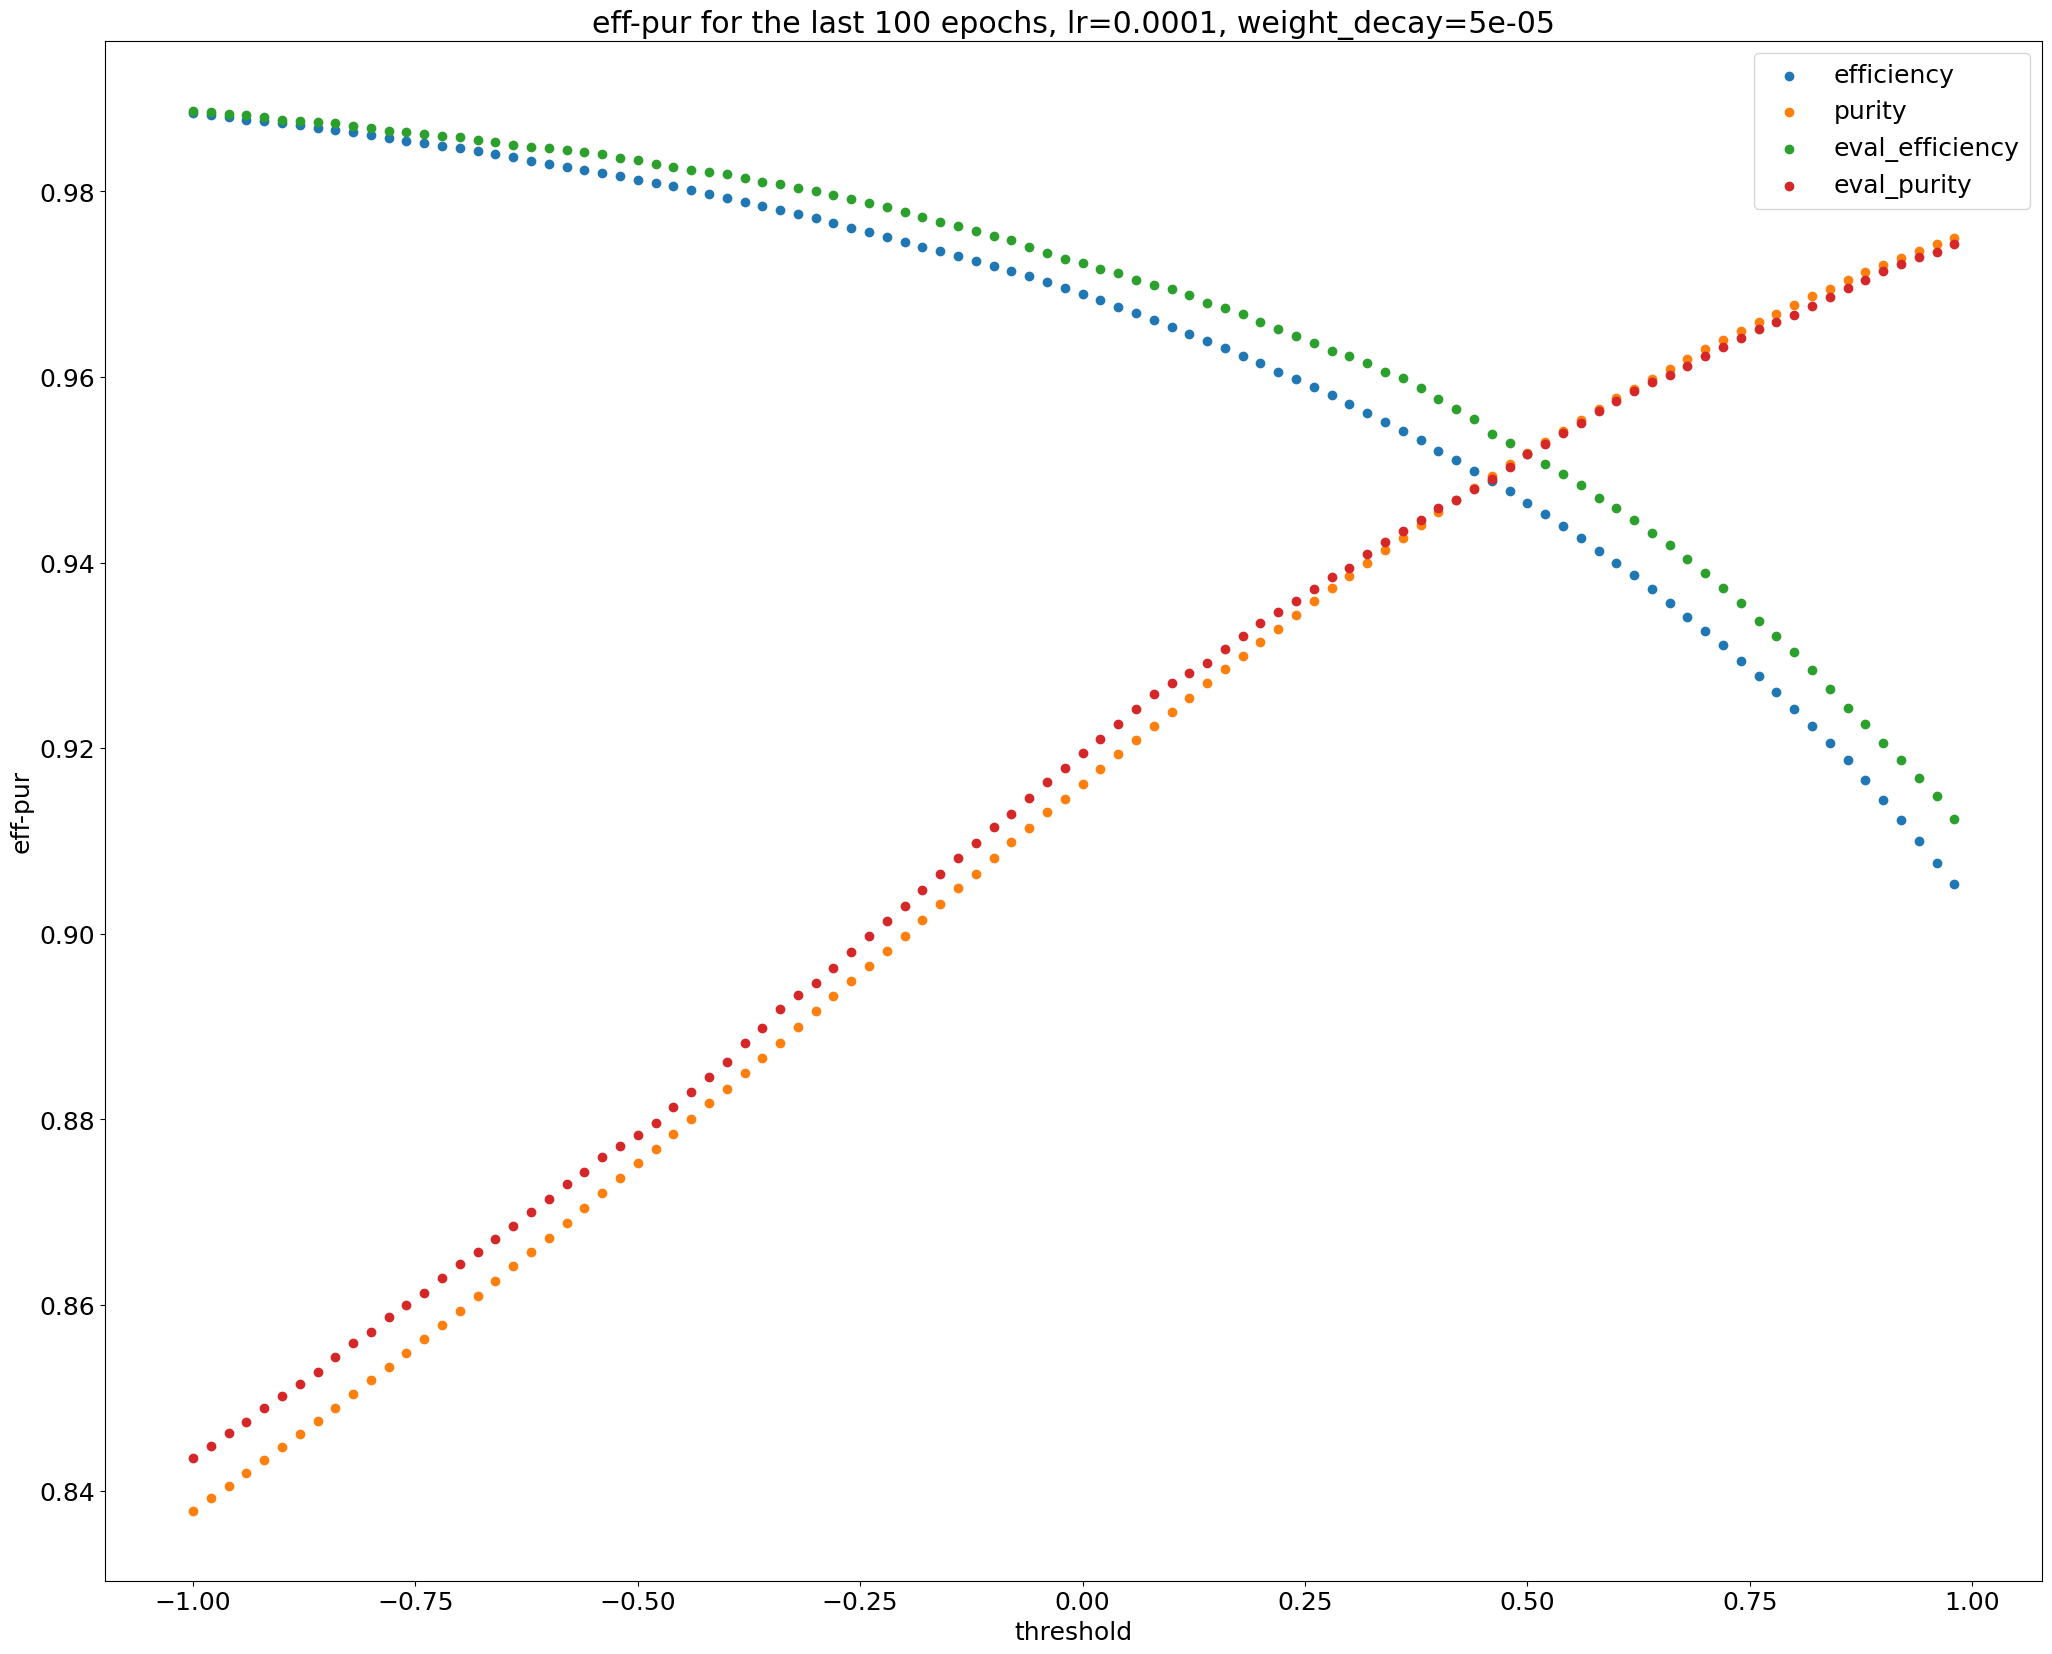 eff-pur for the last 100 epochs, lr=0.0001, weight_decay=5e-05
efficiency
purity
eval_efficiency
eval_purity
0.98
0.96
0.94
0.92
0.90
0.88
0.86
0.84
eff-pur
−1.00 −0.75 −0.50 −0.25 0.00 0.25 0.50 0.75 1.00
threshold